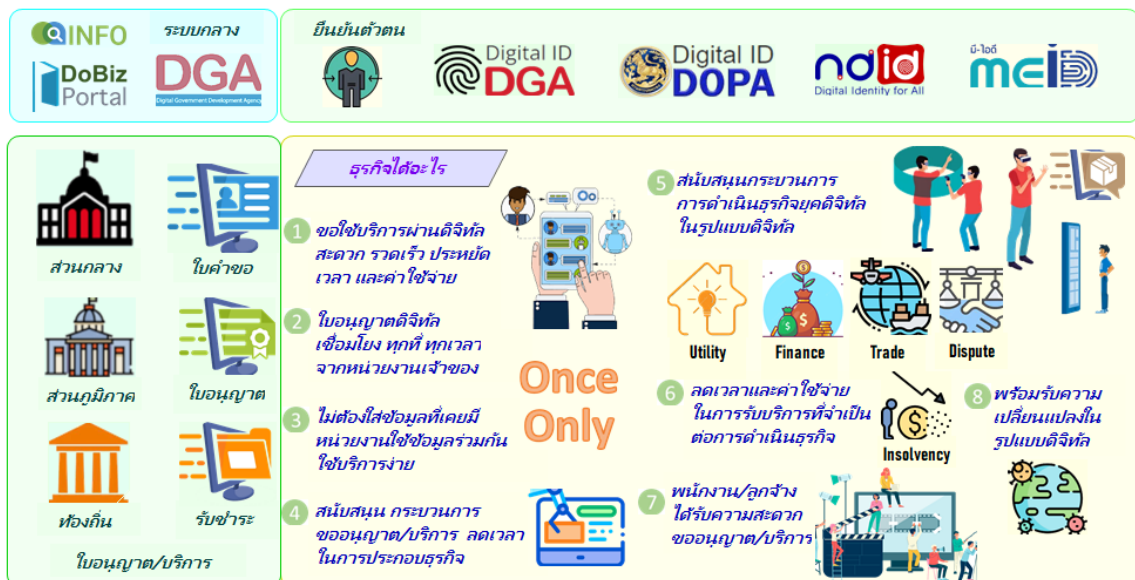 INFO
ระบบกลาง
DoBiz
Portal
DGA
Digital Government Development Agency
ยืนยันตัวตน
Digital ID
DGA
Digital ID
DOPA
ndid
Digital Identity for All
มี-ไอดี
meiD
ส่วนกลาง
ใบคำขอ
ส่วนภูมิภาค
ใบอนุญาต
ท้องถิ่น
รับชำระ
ใบอนุญาต/บริการ
ธุรกิจได้อะไร
1 ขอใช้บริการผ่านดิจิทัล
สะดวก รวดเร็ว ประหยัด
เวลา และค่าใช้จ่าย
2 ใบอนุญาตดิจิทัล
เชื่อมโยง ทุกที่ ทุกเวลา
จากหน่วยงานเจ้าของ
3 ไม่ต้องใส่ข้อมูลที่เคยมี
หน่วยงานใช้ข้อมูลร่วมกัน
ใช้บริการง่าย
4 สนับสนุน กระบวนการ
ขออนุญาต/บริการ ลดเวลา
ในการประกอบธุรกิจ
Once
Only
5 สนับสนุนกระบวนการ
การดำเนินธุรกิจยุคดิจิทัล
ในรูปแบบดิจิทัล
Utility
Finance
Trade
Dispute
6 ลดเวลาและค่าใช้จ่าย
ในการรับบริการที่จำเป็น
ต่อการดำเนินธุรกิจ
Insolvency
7 พนักงาน/ลูกจ้าง
ได้รับความสะดวก
ขออนุญาต/บริการ
8 พร้อมรับความ
เปลี่ยนแปลงใน
รูปแบบดิจิทัล